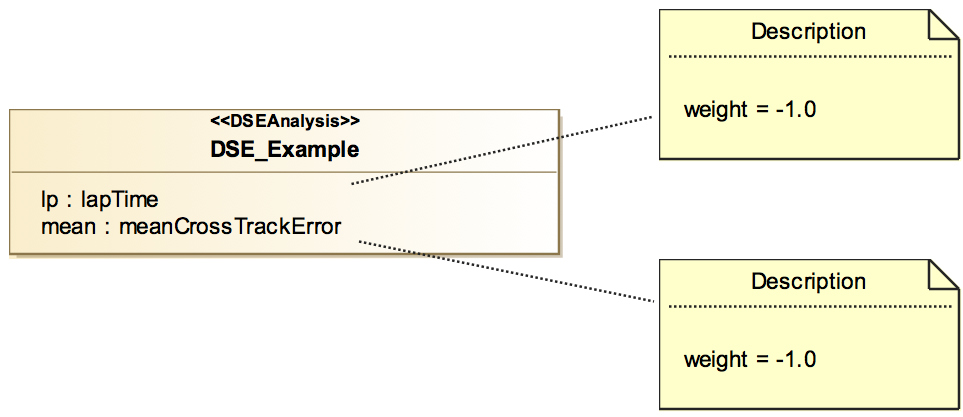 <<DSEAnalysis>>
DSE_Example
lp : lapTime
mean : meanCrossTrackError
Description
weight = -1.0
Description
weight = -1.0